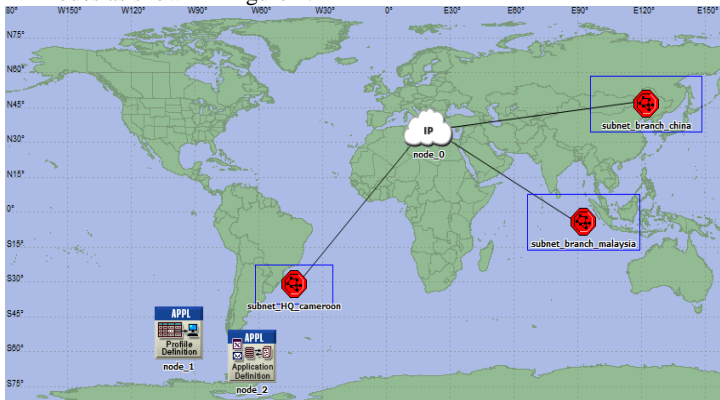 W150° W120° W90° W60° W30° E0° E30° E60° E90° E120° E150°
N75°
N60°
N45°
subnet_branch_china
IP
node_0
N30°
N15°
0°
S15°
subnet_branch_malaysia
S30°
subnet_HQ_cameroon
S45°
APPL
Profile
Definition
node_1
APPL
Application
Definition
node_2
S60°
S75°